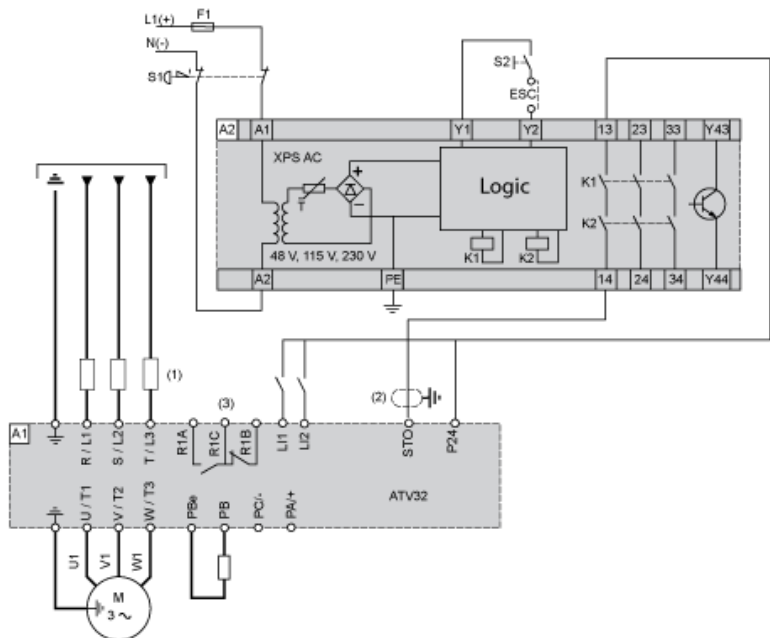 L1(+)
F1
N(-)
S1
S2
ESC
A2 A1 Y1 Y2 13 23 33 Y43
XPS AC
+
Logic
K1
T
−
K2
48 V, 115 V, 230 V
K1 K2
A2 PE 14 24 34 Y44
(1)
(2)
(3)
A1
R / L1
S / L2
T / L3
R1A
R1C
R1B
LI1
LI2
STO
P24
ATV32
U / T1
V / T2
W / T3
PBe
PB
PC/-
PA/+
U1
V1
W1
M
3 ~